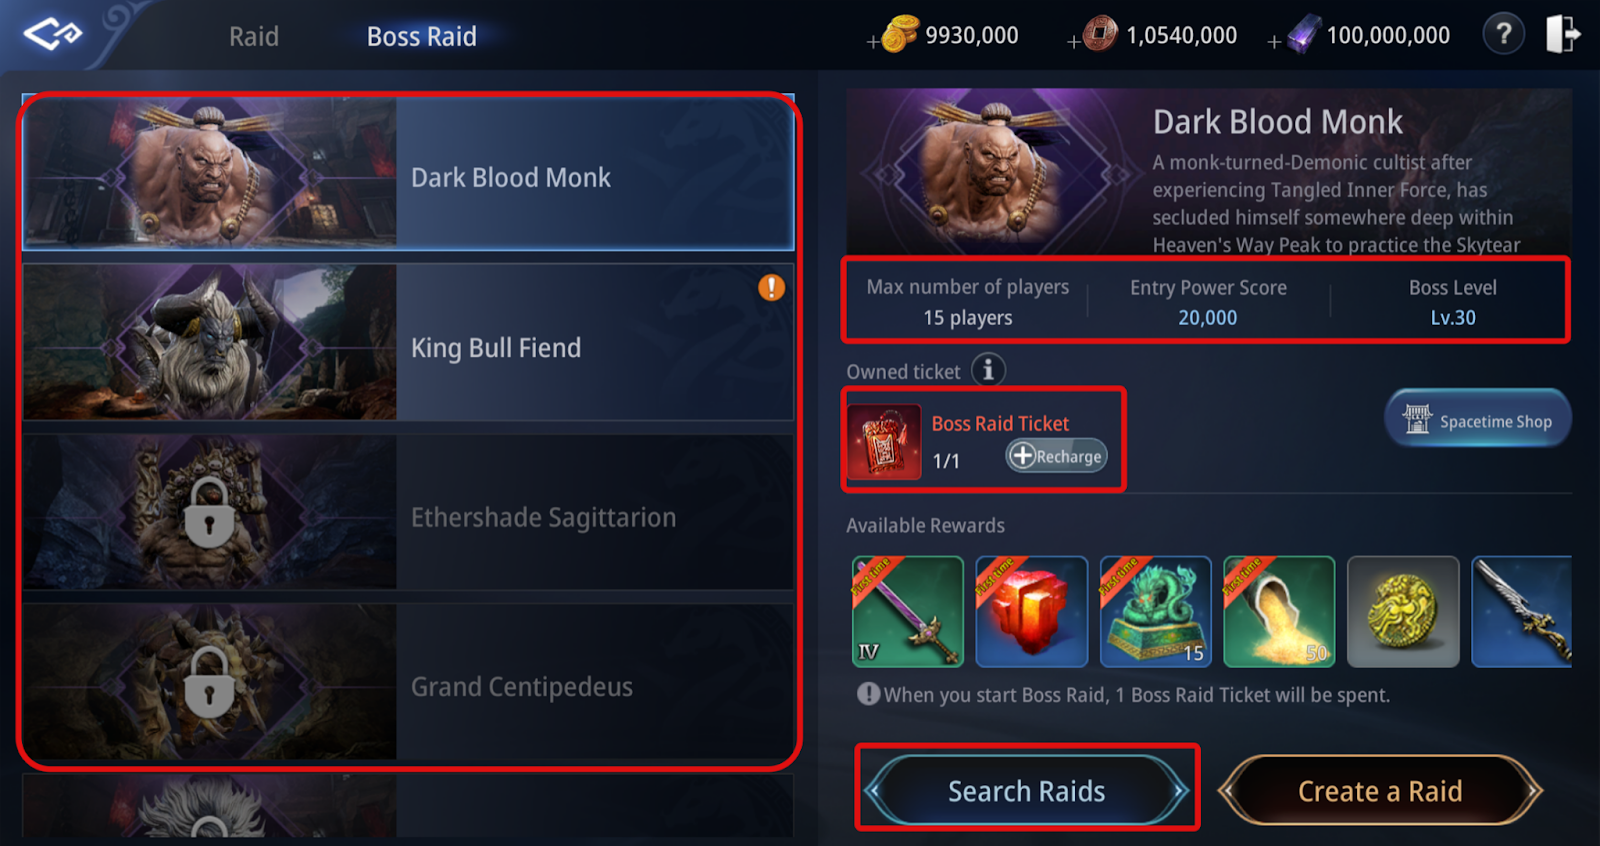 Raid
Boss Raid
9930,000
1,0540,000
100,000,000
?
Dark Blood Monk
King Bull Fiend
Ethershade Sagittarion
Grand Centipedeus
Dark Blood Monk
A monk-turned-Demonic cultist after
experiencing Tangled Inner Force, has
secluded himself somewhere deep within
Heaven's Way Peak to practice the Skytear
Max number of players
15 players
Entry Power Score
20,000
Boss Level
Lv.30
Owned ticket
Boss Raid Ticket
1/1
Recharge
Spacetime Shop
Available Rewards
First time
IV
First time
First time
15
First time
50
When you start Boss Raid, 1 Boss Raid Ticket will be spent.
Search Raids
Create a Raid